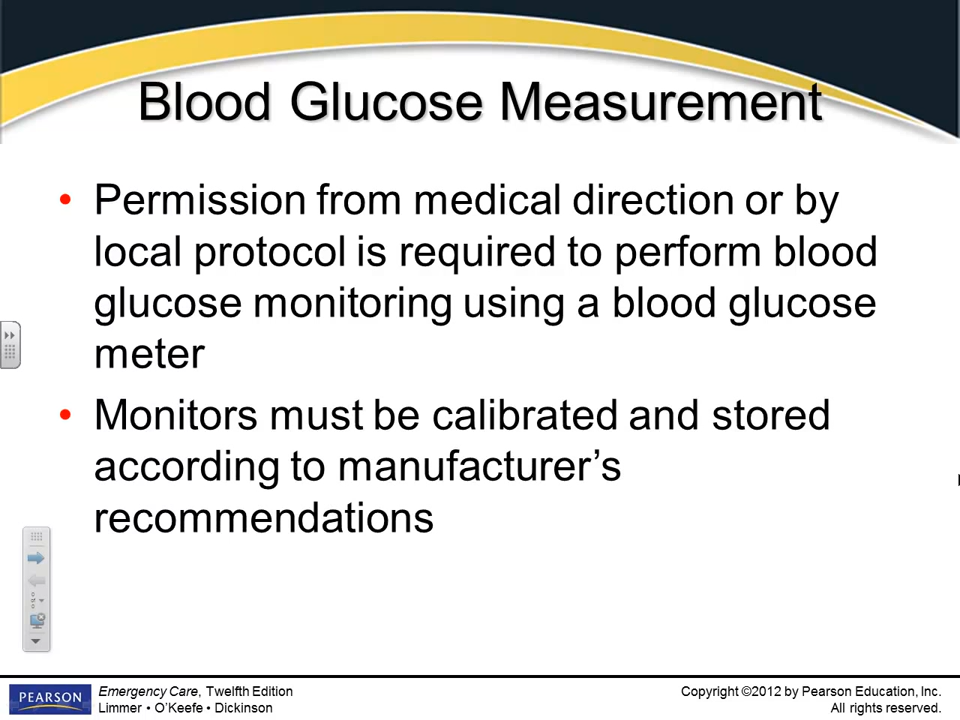 Blood Glucose Measurement
• Permission from medical direction or by
local protocol is required to perform blood
glucose monitoring using a blood glucose
meter
• Monitors must be calibrated and stored
according to manufacturer’s
recommendations
PEARSON
Emergency Care, Twelfth Edition
Limmer • O’Keefe • Dickinson
Copyright ©2012 by Pearson Education, Inc.
All rights reserved.